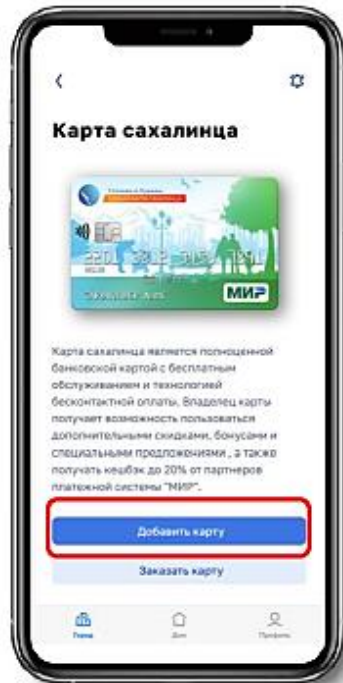 Карта сахалинца
МИР
Карта сахалинца является полноценной
банковской картой с бесплатным
обслуживанием и технологией
бесконтактной оплаты. Владелец карты
получает возможность пользоваться
дополнительными скидками, бонусами и
специальными предложениями , а также
получать кешбэк до 20% от партнеров
платежной системы "МИР".
Добавить карту
Заказать карту
Город
Дом
Профиль